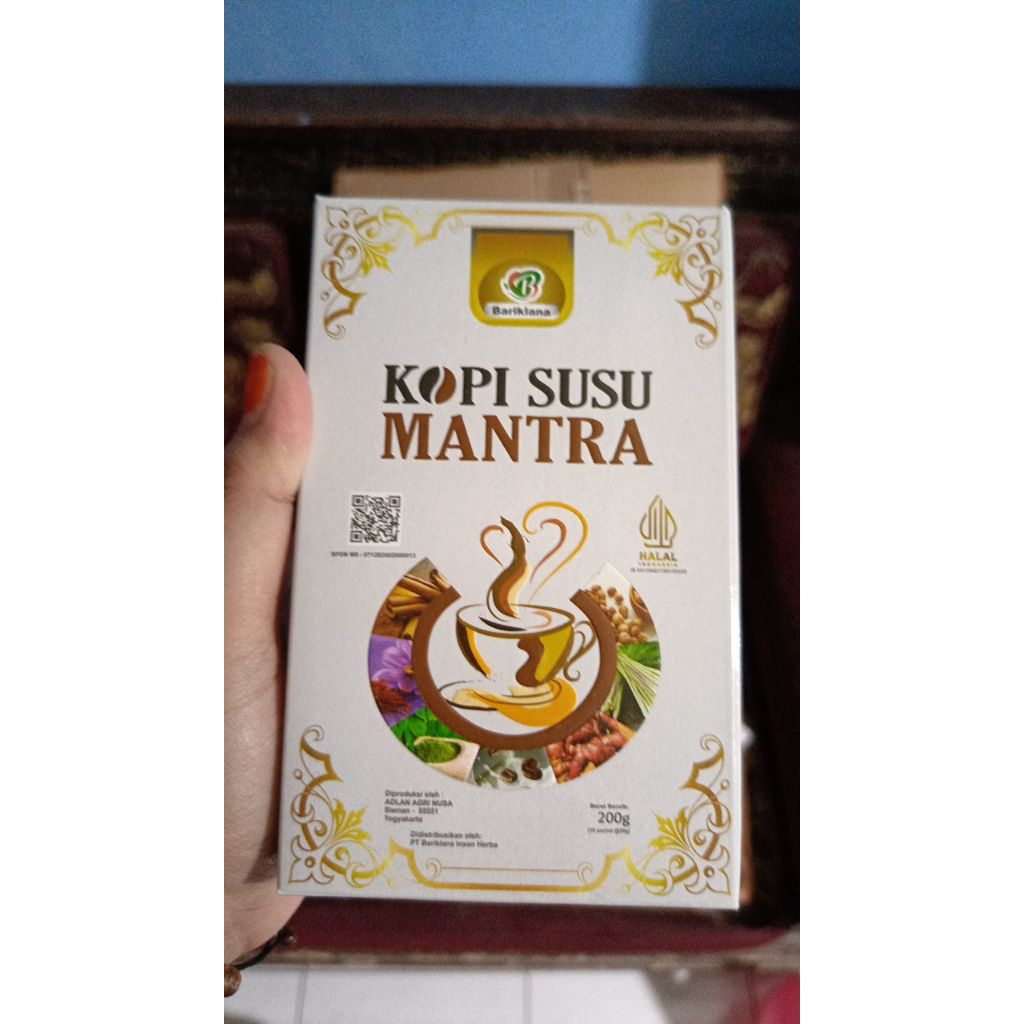 Bariklana
KOPI SUSU
MANTRA
HALAL
INDONESIA
Diproduksi oleh :
ADLAN AGRI NUSA
Sleman - 55551
Yogyakarta
Didistribusikan oleh:
PT Bariklana Insan Herba
Berat Bersih:
200g